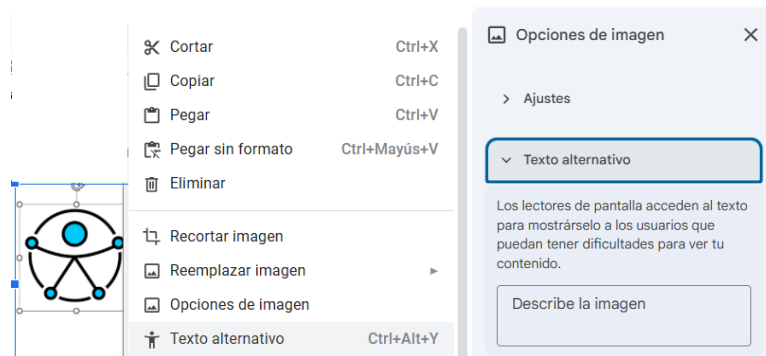 Cortar Ctrl+X
Copiar Ctrl+C
Pegar Ctrl+V
Pegar sin formato Ctrl+Mayús+V
Eliminar
Recortar imagen
Reemplazar imagen
Opciones de imagen
Texto alternativo Ctrl+Alt+Y
Opciones de imagen
Ajustes
Texto alternativo
Los lectores de pantalla acceden al texto
para mostrárselo a los usuarios que
puedan tener dificultades para ver tu
contenido.
Describe la imagen